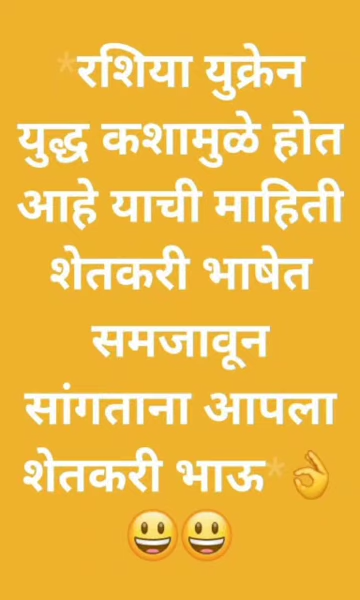 *रशिया युक्रेन
युद्ध कशामुळे होत
आहे याची माहिती
शेतकरी भाषेत
समजावून
सांगताना आपला
शेतकरी भाऊ*👌
😃😃